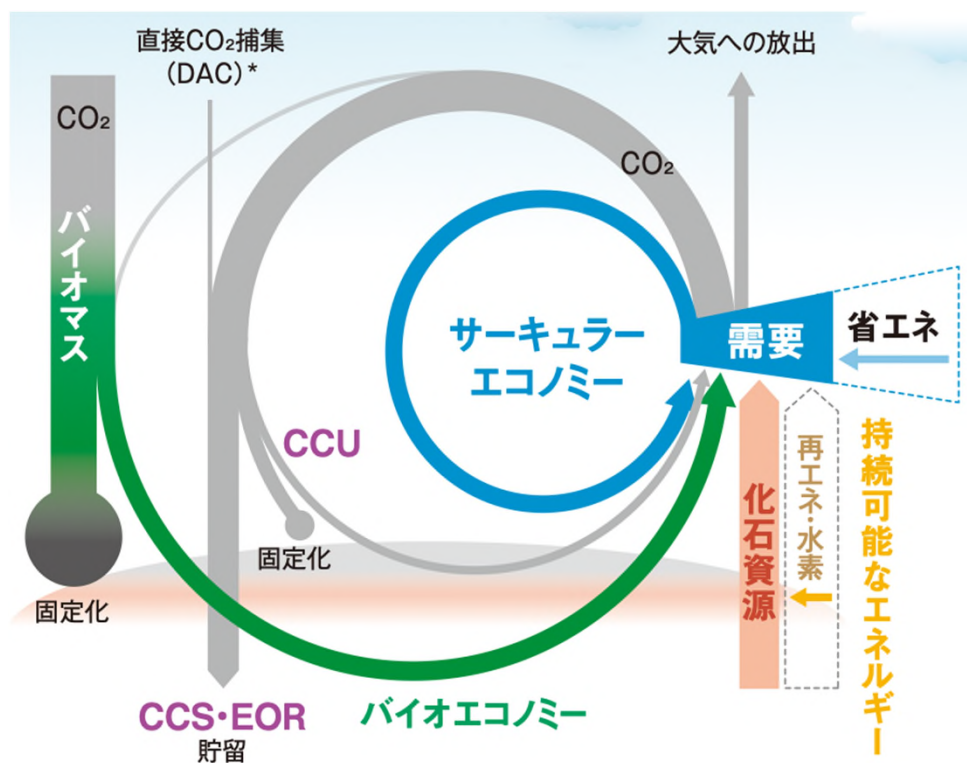 直接CO₂捕集
（DAC）*
大気への放出
CO₂
CO₂
バイオマス
サーキュラー
エコノミー
需要
省エネ
CCU
固定化
固定化
化石資源
再エネ・水素
持続可能なエネルギー
CCS・EOR
貯留
バイオエコノミー